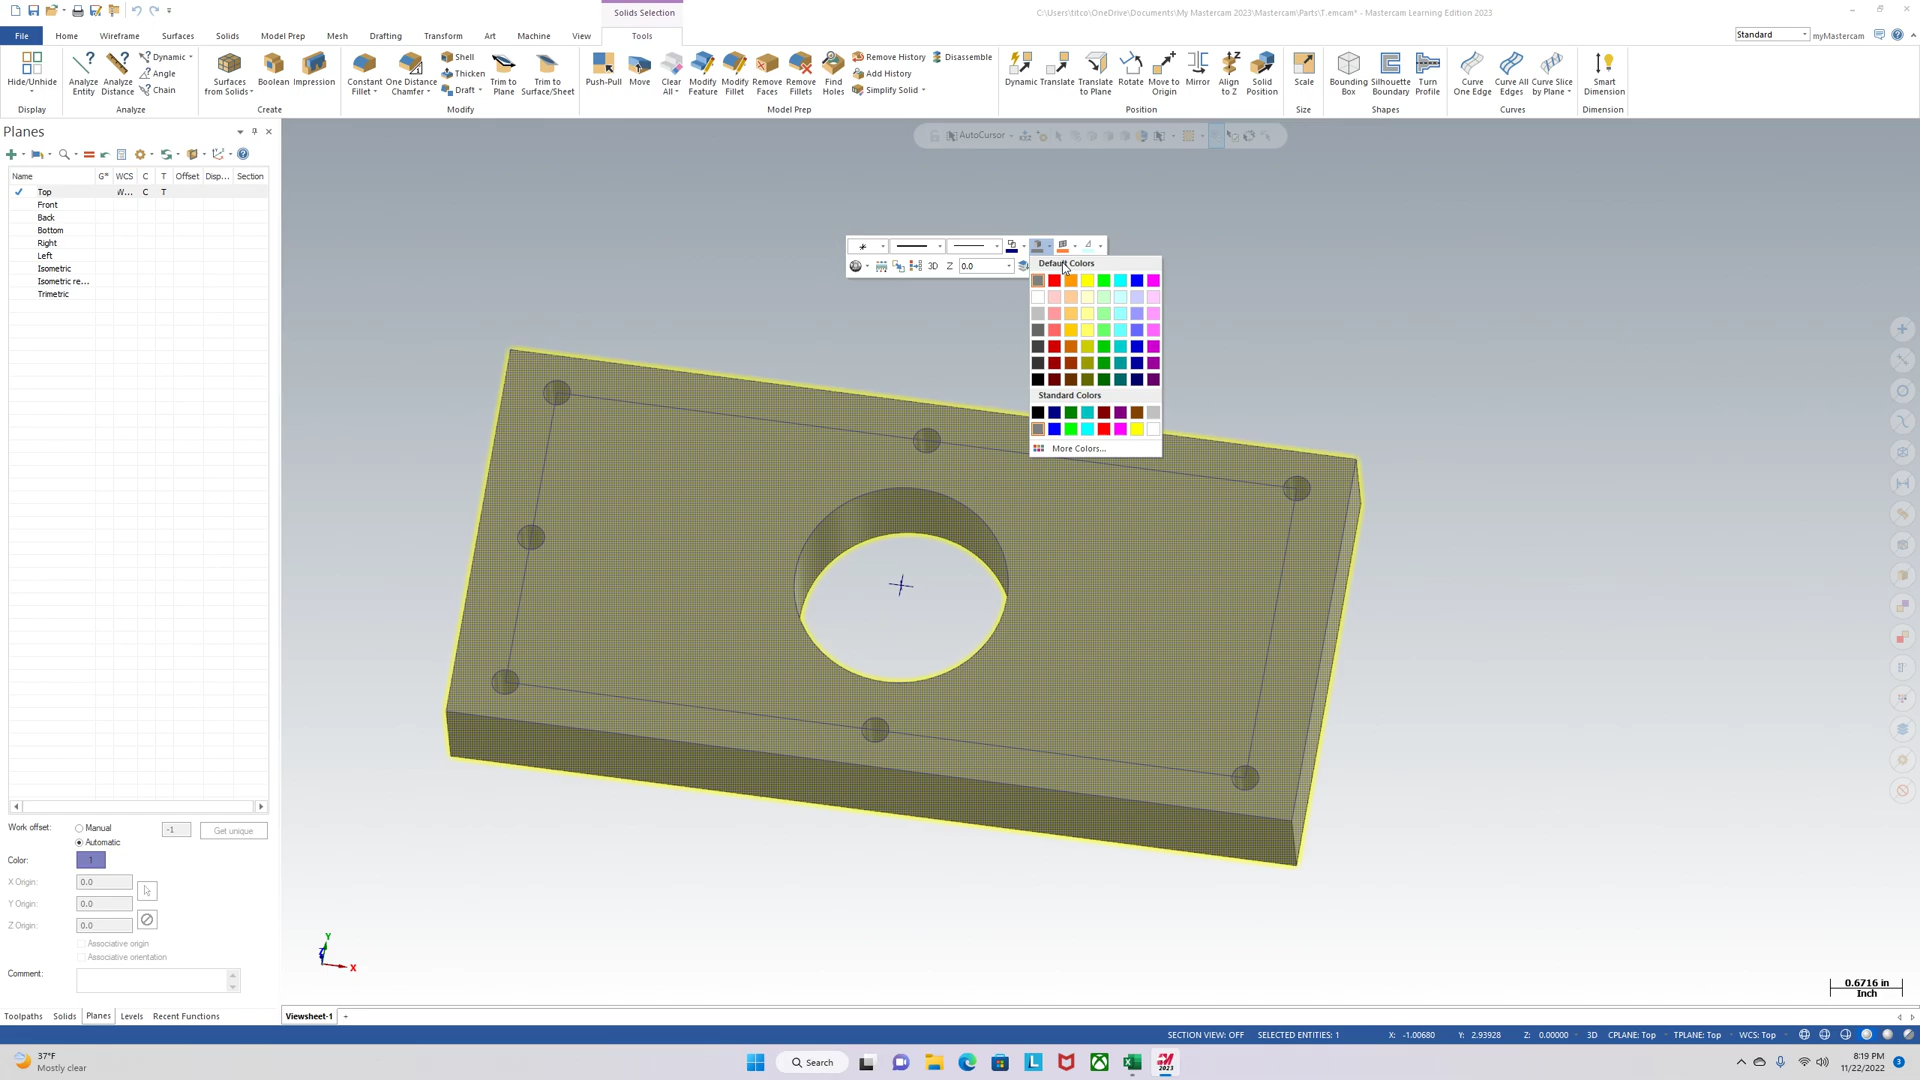 Solids Selection
C:\Users\titco\OneDrive\Documents\My Mastercam 2023\Mastercam\Parts\T.emcam* - Mastercam Learning Edition 2023
File Home Wireframe Surfaces Solids Model Prep Mesh Drafting Transform Art Machine View Tools
Standard myMastercam
Hide/Unhide
Display
Analyze Entity
Analyze Distance
Dynamic
Angle
Chain
Analyze
Surfaces from Solids
Boolean
Impression
Create
Constant Fillet
One Distance Chamfer
Shell
Thicken
Draft
Trim to Plane
Trim to Surface/Sheet
Modify
Push-Pull
Move
Clear All
Modify Feature
Modify Fillet
Remove Faces
Remove Fillets
Find Holes
Remove History
Add History
Simplify Solid
Disassemble
Model Prep
Dynamic
Translate
Translate to Plane
Rotate
Move to Origin
Mirror
Align to Z
Solid Position
Position
Scale
Size
Bounding Box
Silhouette Boundary
Turn Profile
Shapes
Curve One Edge
Curve All Edges
Curve Slice by Plane
Curves
Smart Dimension
Dimension
Planes
AutoCursor
Name G* WCS C T Offset Disp... Section
Top W... C T
Front
Back
Bottom
Right
Left
Isometric
Isometric re...
Trimetric
3D Z 0.0
Default Colors
Standard Colors
More Colors...
Work offset: Manual -1 Get unique
Automatic
Color: 1
X Origin: 0.0
Y Origin: 0.0
Z Origin: 0.0
Associative origin
Associative orientation
Comment:
Y
Z
X
0.6716 in
Inch
Toolpaths Solids Planes Levels Recent Functions
Viewsheet-1 +
SECTION VIEW: OFF SELECTED ENTITIES: 1 X: -1.00680 Y: 2.93928 Z: 0.00000 3D CPLANE: Top TPLANE: Top WCS: Top
37°F
Mostly clear
Search
2023
8:19 PM
11/22/2022
3